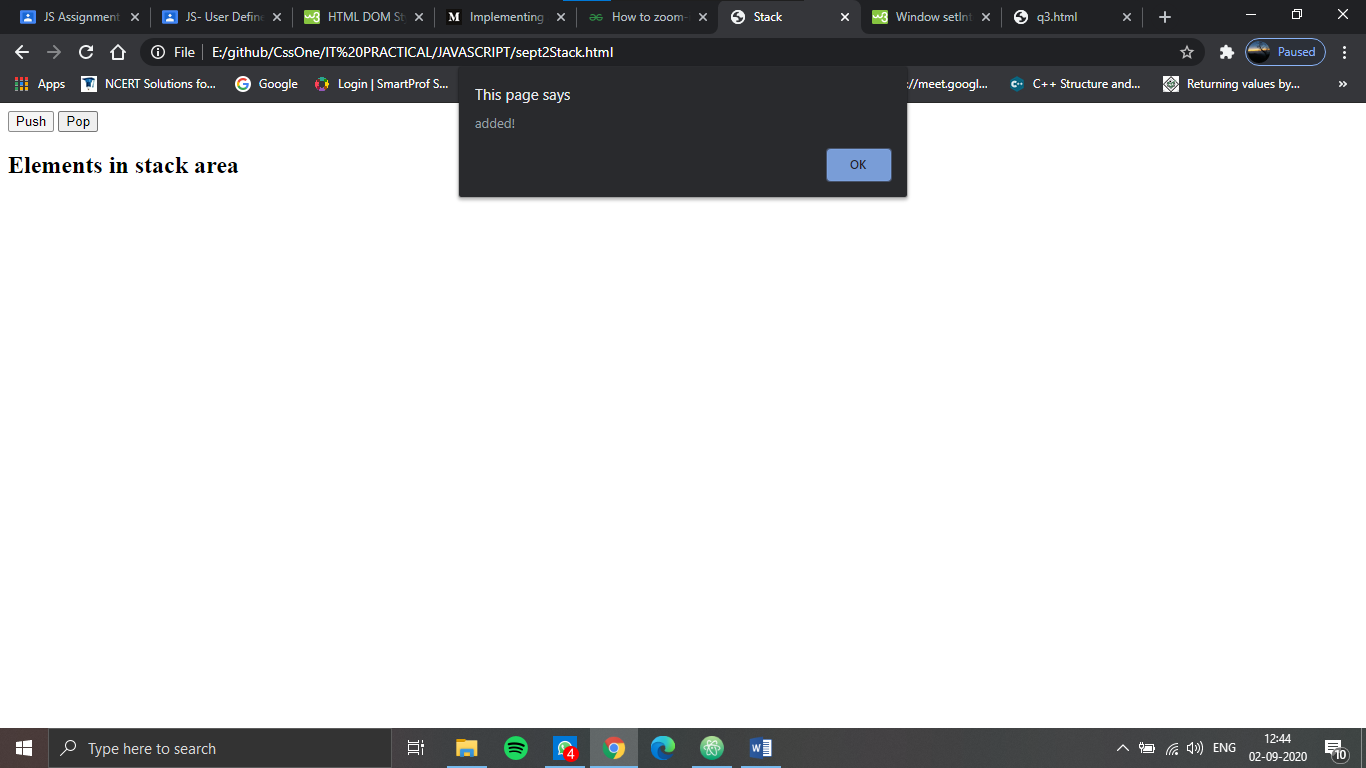 JS Assignment
JS- User Define
HTML DOM St
Implementing
How to zoom-
Stack
Window setInt
q3.html
File
E:/github/CssOne/IT%20PRACTICAL/JAVASCRIPT/sept2Stack.html
Paused
Apps
NCERT Solutions fo...
Google
Login | SmartProf S...
://meet.googl...
C++ Structure and...
Returning values by...
»
This page says
added!
OK
Push
Pop
Elements in stack area
Type here to search
4
ENG
12:44
02-09-2020
10